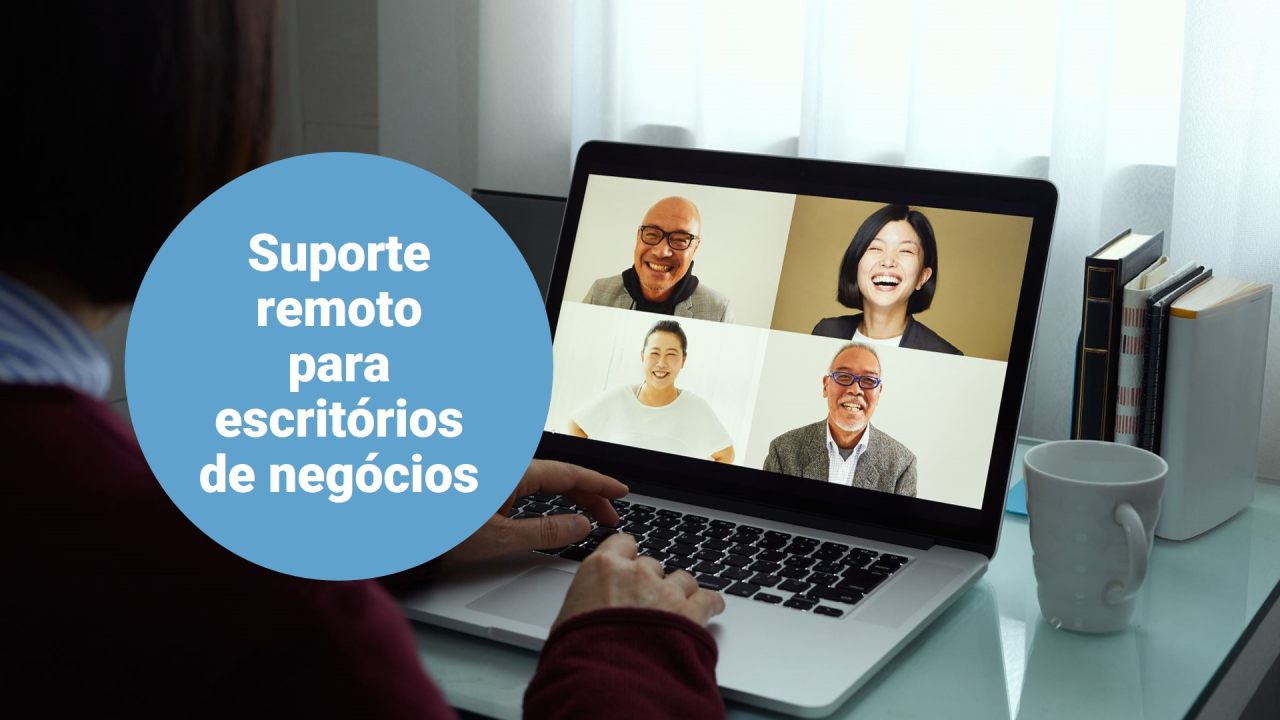 Suporte
remoto
para
escritórios
de negócios